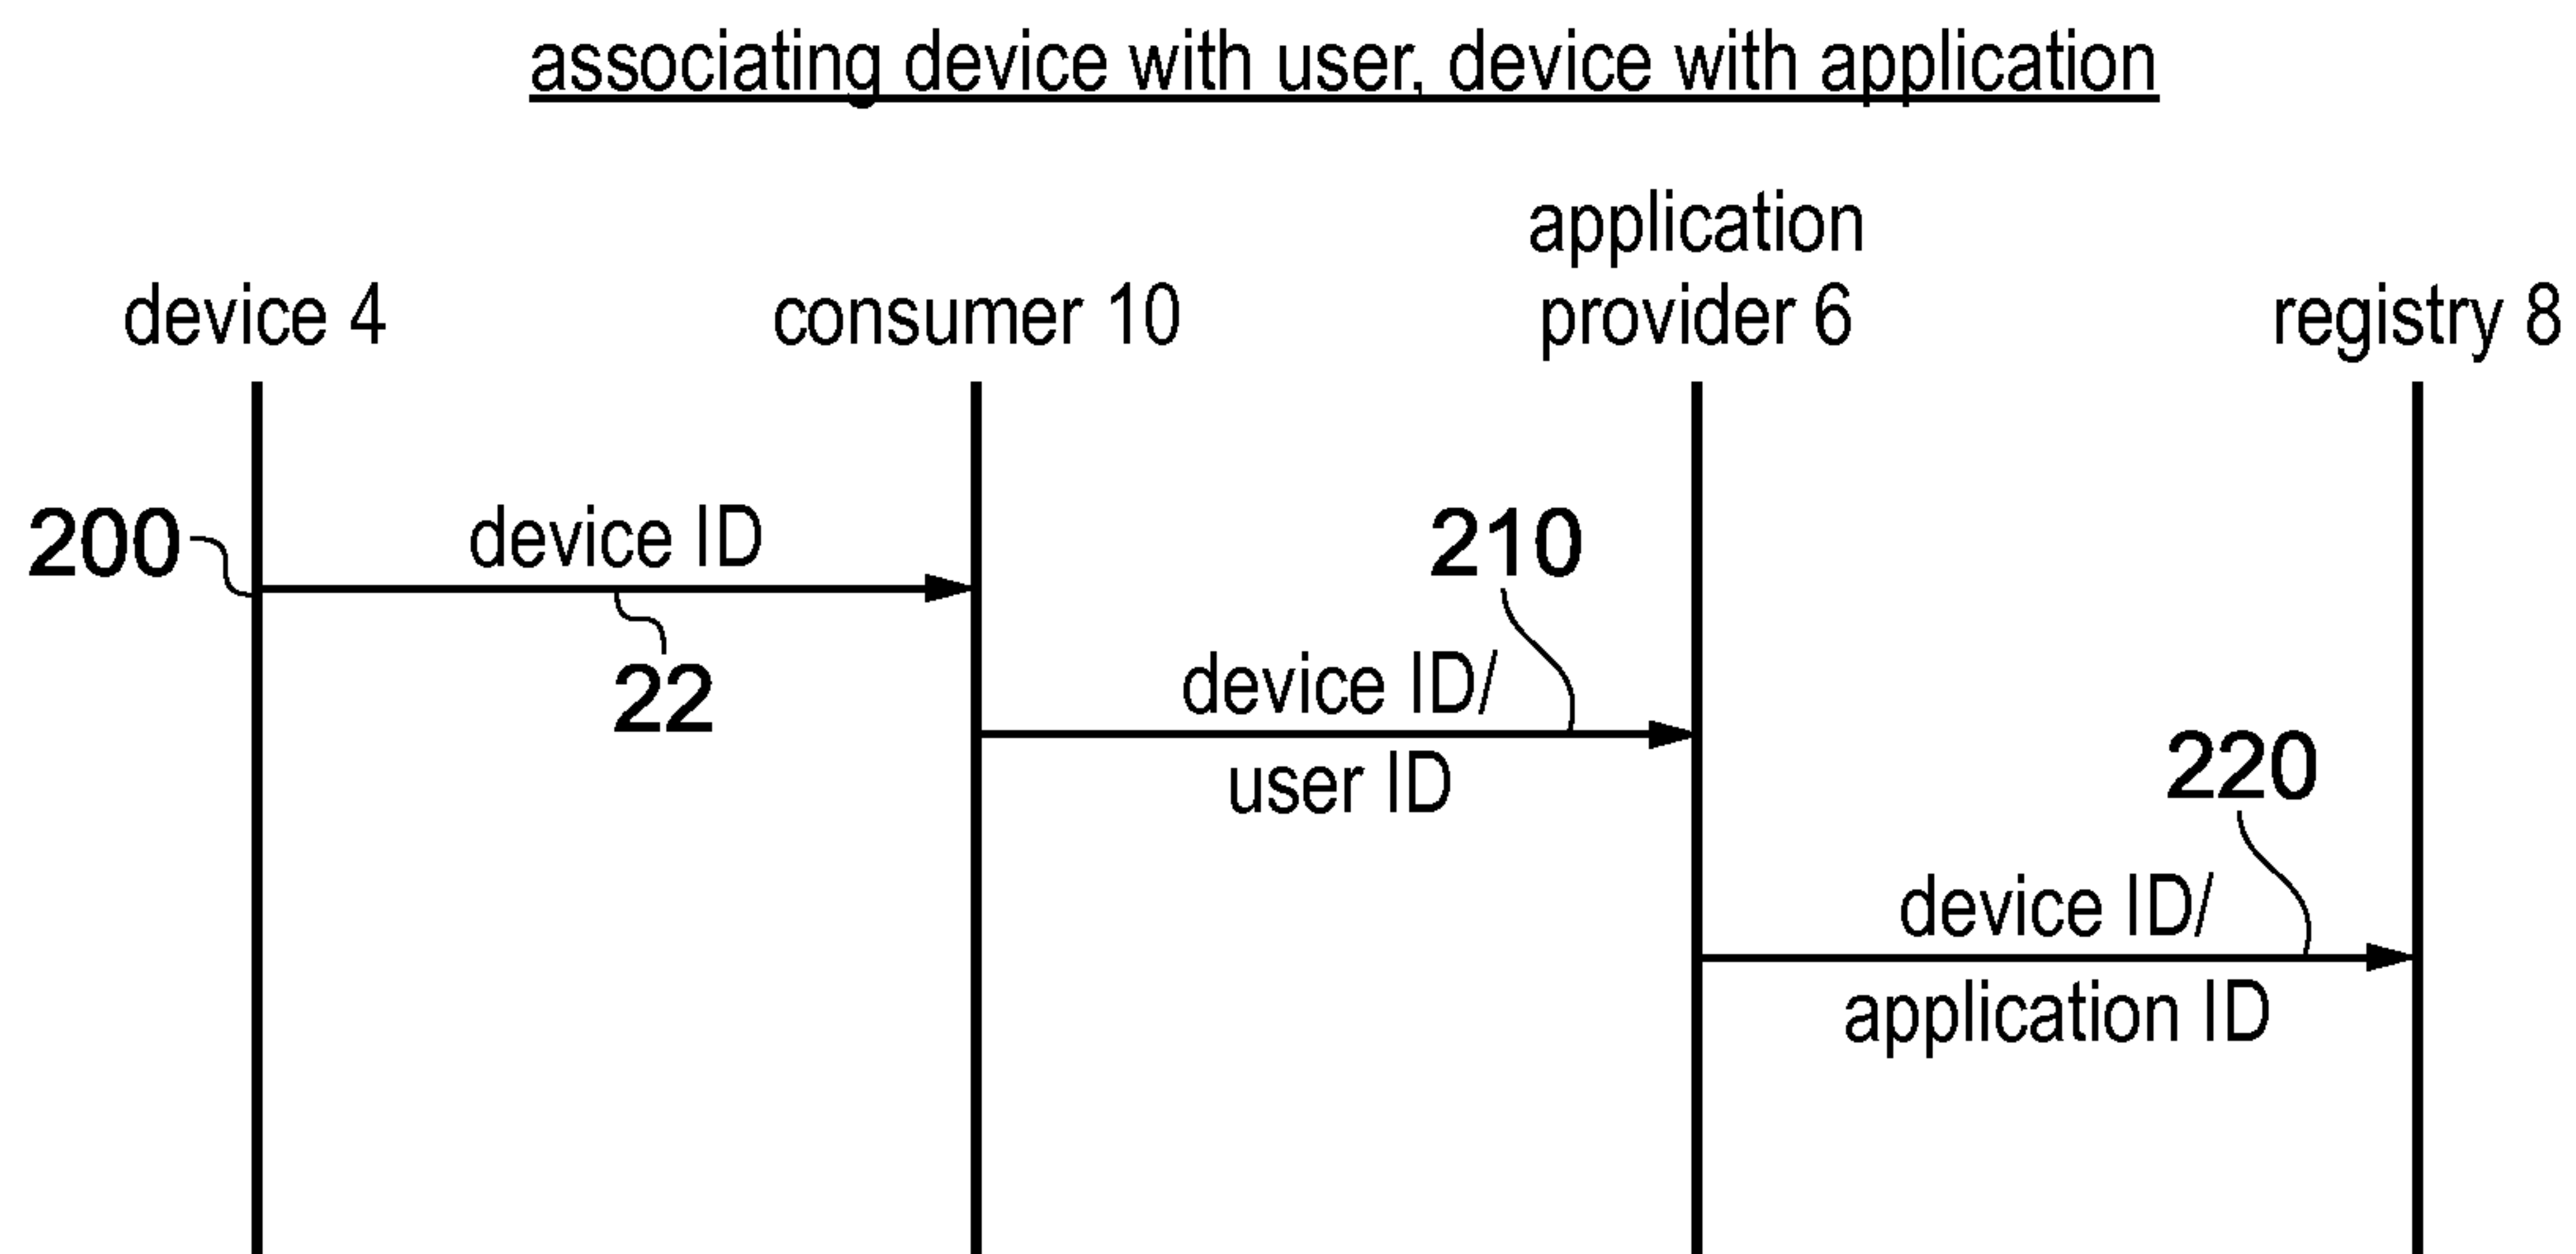 associating device with user, device with application
application
device 4 consumer 10 provider 6 registry 8
200 device ID 210
22
device ID/
user ID
220
device ID/
application ID